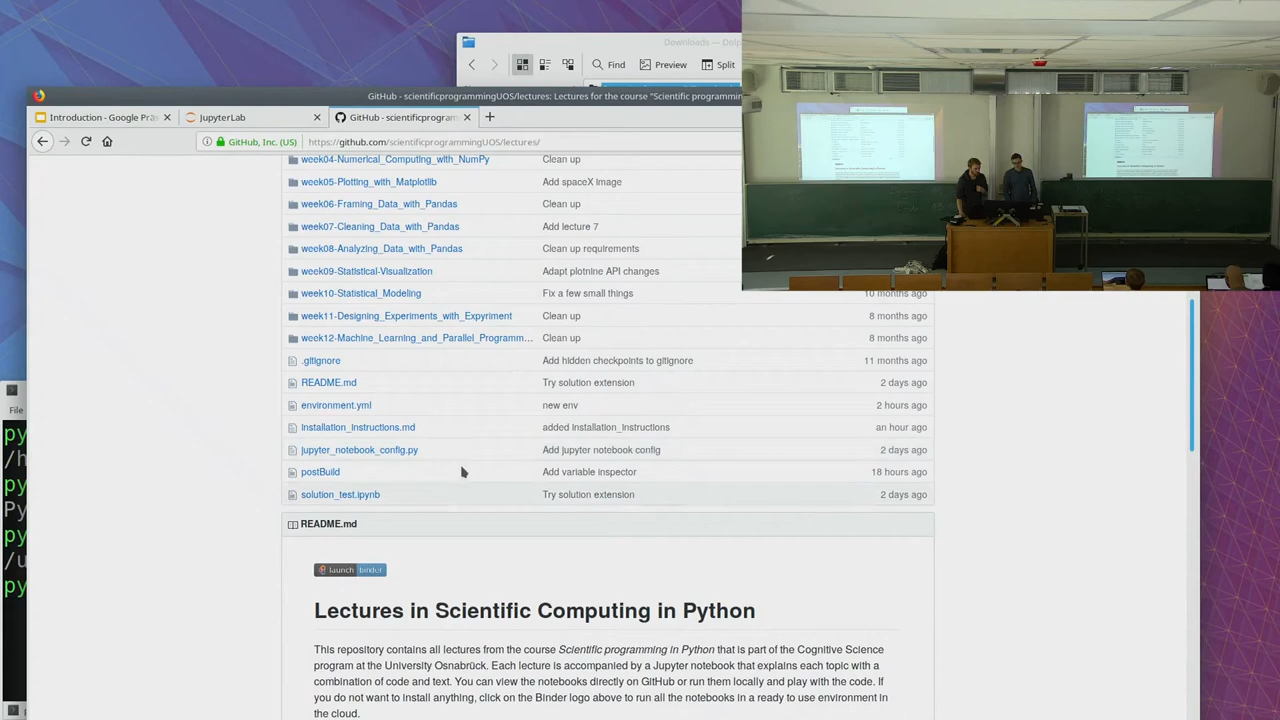 Downloads — Dolp
Find
Preview
Split
GitHub - scientificprogrammingUOS/lectures: Lectures for the course "Scientific programmin
Introduction - Google Prä
JupyterLab
GitHub - scientificprogram
GitHub, Inc. (US)
https://github.com/scientificprogrammingUOS/lectures/
week04-Numerical_Computing_with_NumPy Clean up
week05-Plotting_with_Matplotlib Add spaceX image
week06-Framing_Data_with_Pandas Clean up
week07-Cleaning_Data_with_Pandas Add lecture 7
week08-Analyzing_Data_with_Pandas Clean up requirements
week09-Statistical-Visualization Adapt plotnine API changes
week10-Statistical_Modeling Fix a few small things 10 months ago
week11-Designing_Experiments_with_Expyriment Clean up 8 months ago
week12-Machine_Learning_and_Parallel_Programm… Clean up 8 months ago
.gitignore Add hidden checkpoints to gitignore 11 months ago
README.md Try solution extension 2 days ago
environment.yml new env 2 hours ago
installation_instructions.md added installation_instructions an hour ago
jupyter_notebook_config.py Add jupyter notebook config 2 days ago
postBuild Add variable inspector 18 hours ago
solution_test.ipynb Try solution extension 2 days ago
README.md
launch binder
Lectures in Scientific Computing in Python
This repository contains all lectures from the course Scientific programming in Python that is part of the Cognitive Science
program at the University Osnabrück. Each lecture is accompanied by a Jupyter notebook that explains each topic with a
combination of code and text. You can view the notebooks directly on GitHub or run them locally and play with the code. If
you do not want to install anything, click on the Binder logo above to run all the notebooks in a ready to use environment in
the cloud.
File
py
/h
py
Py
py
/u
py